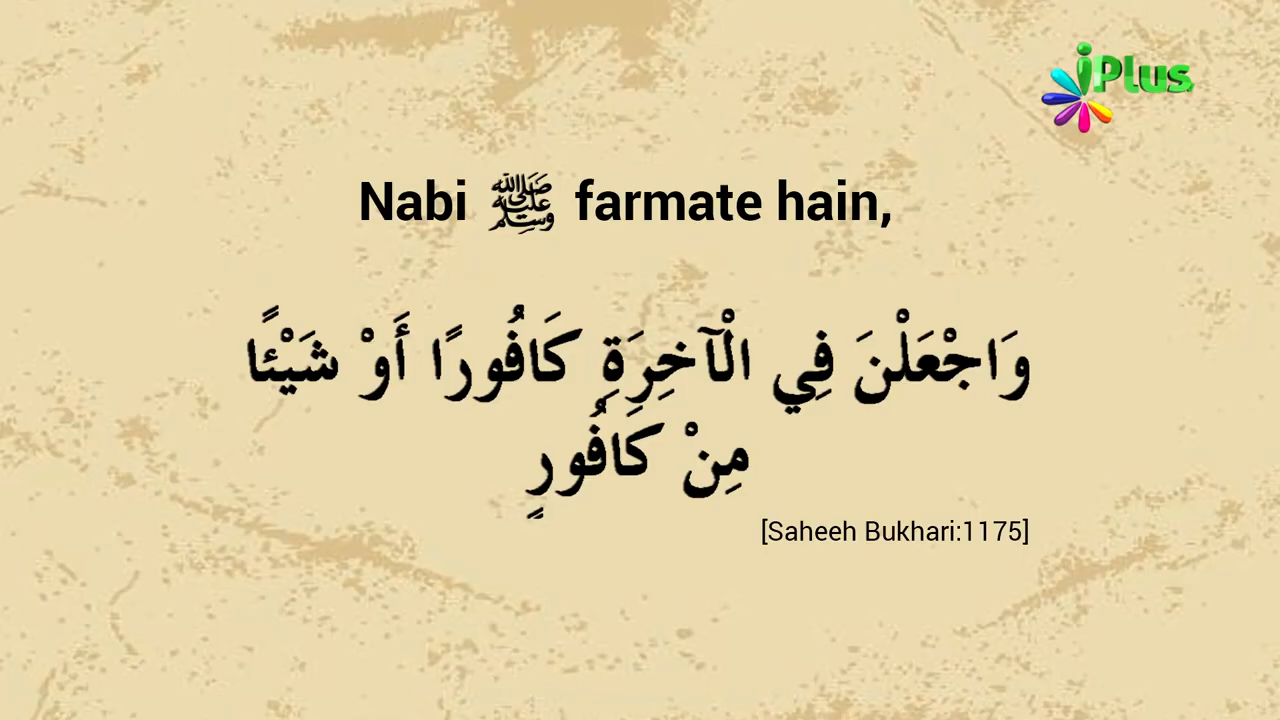 iPlus
Nabi ﷺ farmate hain,
وَاجْعَلْنَ فِي الْآخِرَةِ كَافُورًا أَوْ شَيْئًا
مِنْ كَافُورٍ
[Saheeh Bukhari:1175]